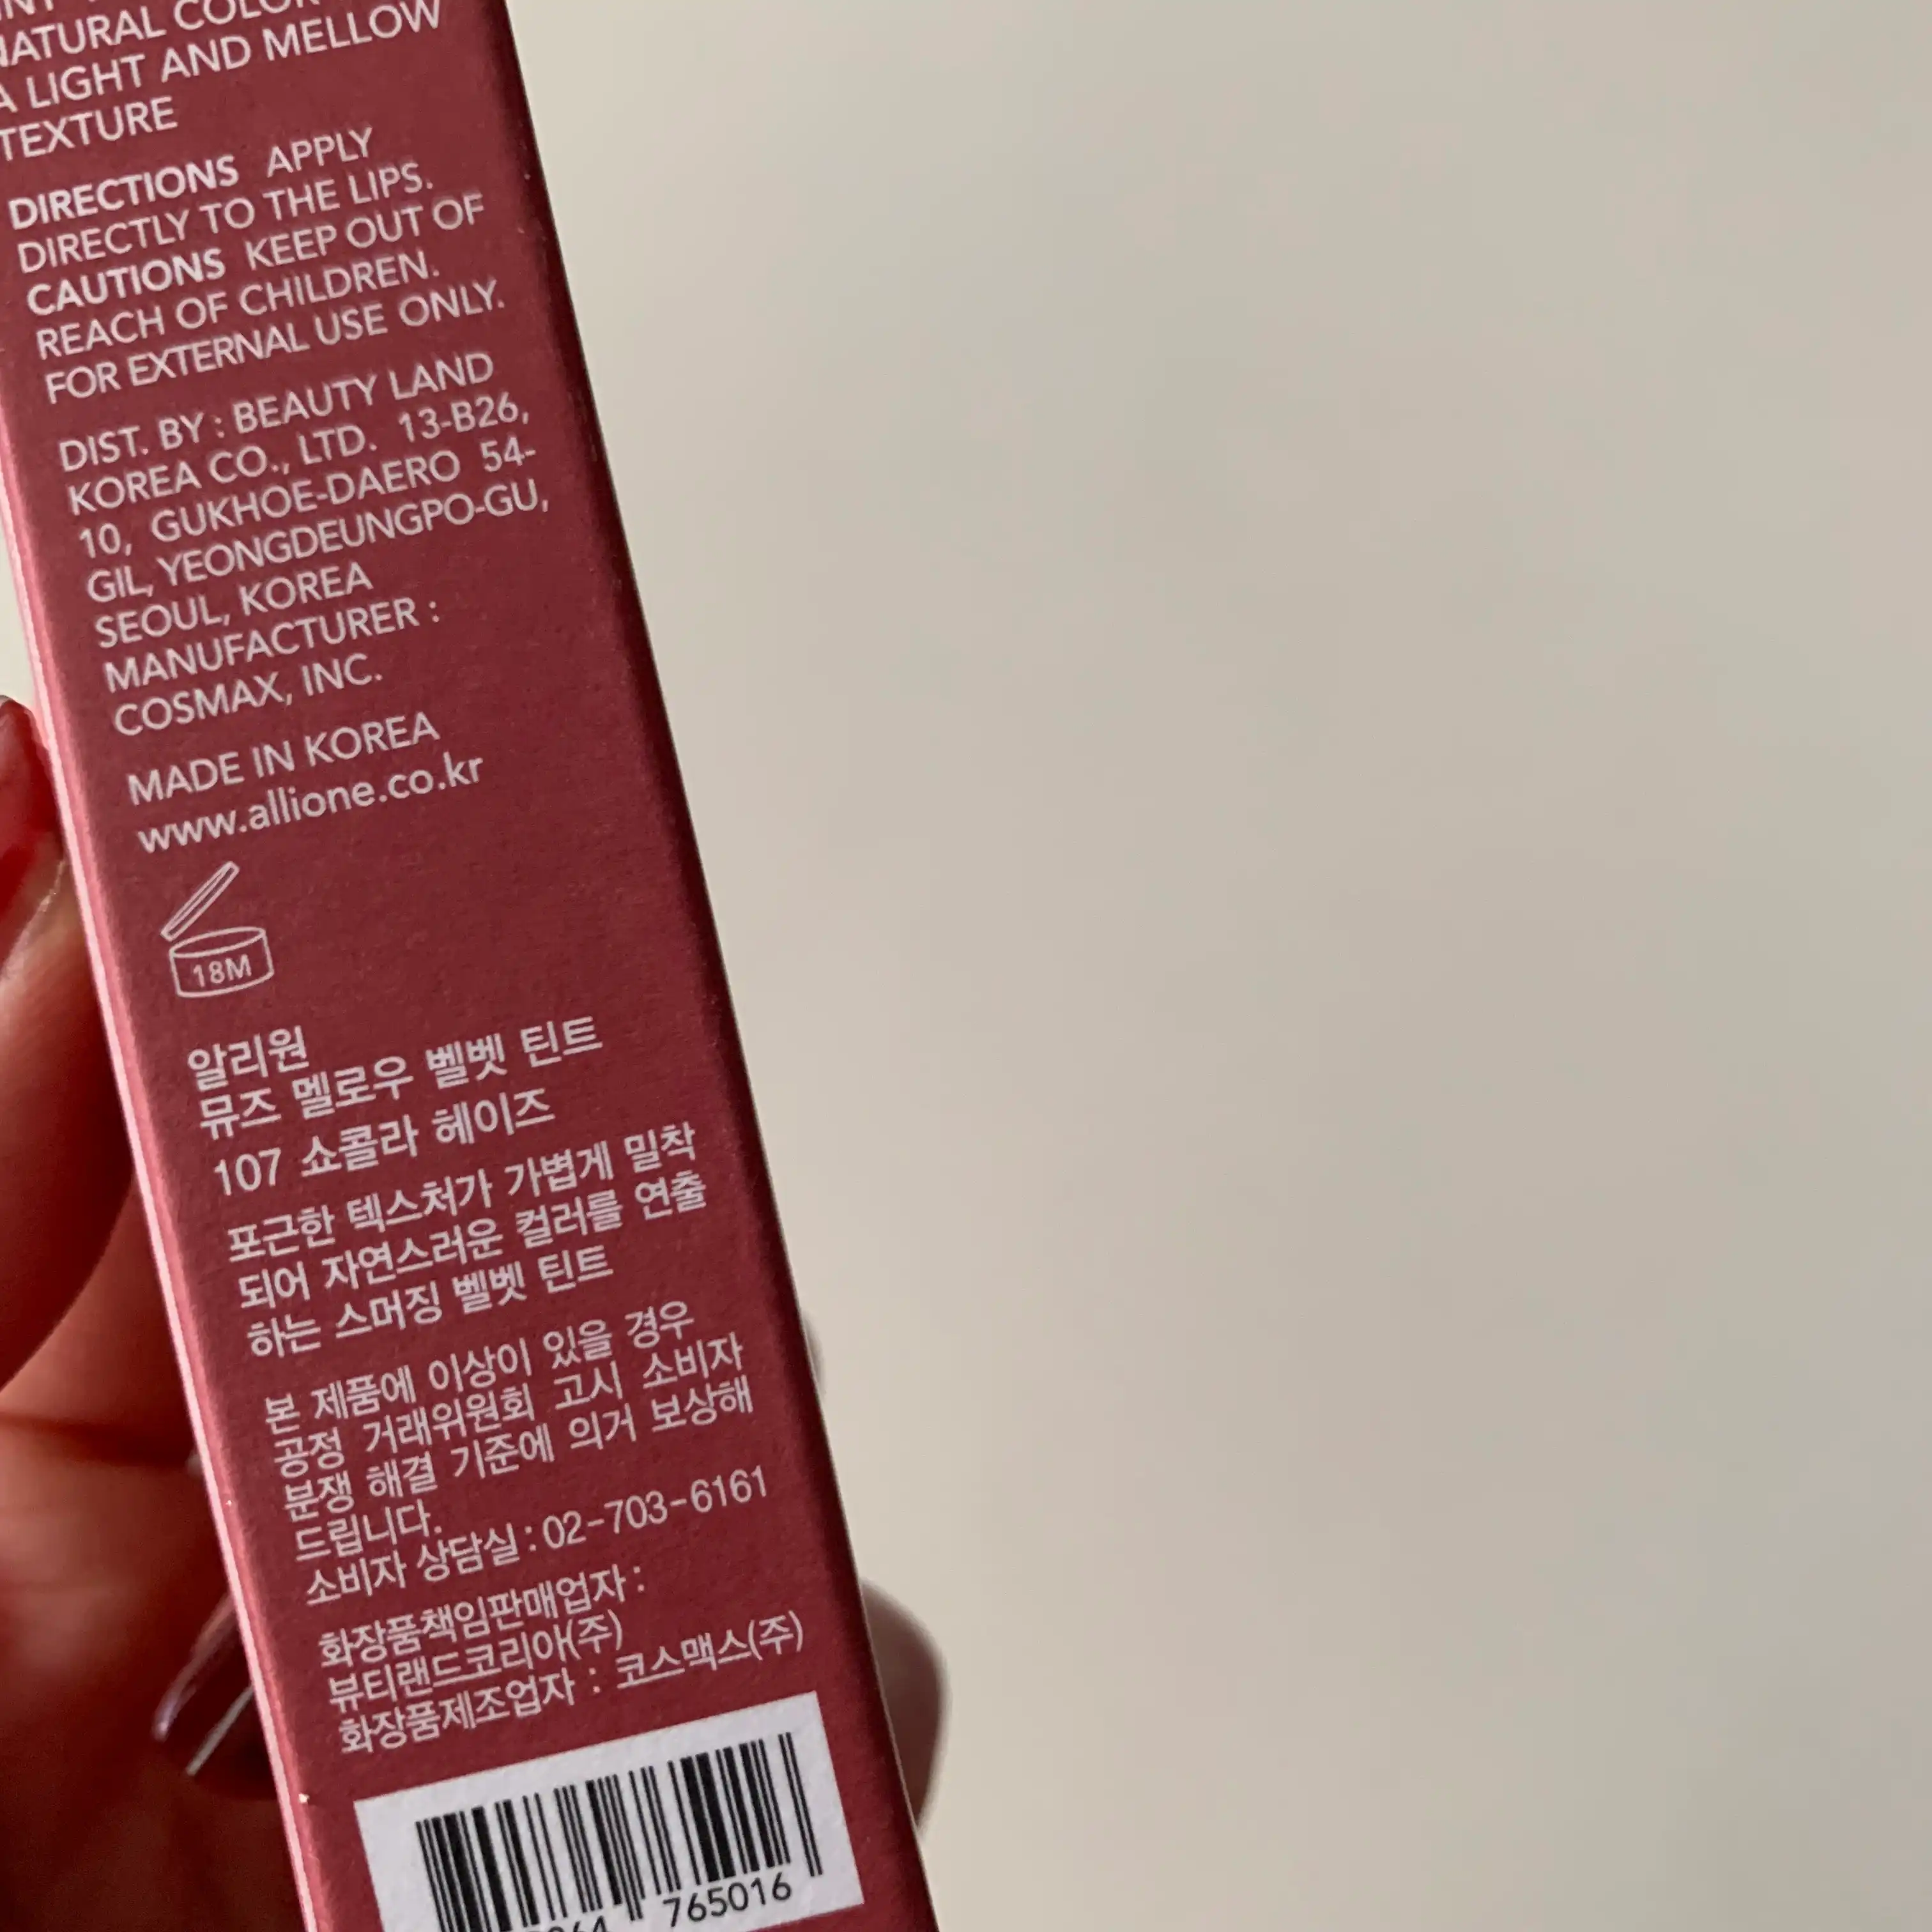 NATURAL COLOR
A LIGHT AND MELLOW
TEXTURE
DIRECTIONS APPLY
DIRECTLY TO THE LIPS.
CAUTIONS KEEP OUT OF
REACH OF CHILDREN.
FOR EXTERNAL USE ONLY.
DIST. BY : BEAUTY LAND
KOREA CO., LTD. 13-B26,
10, GUKHOE-DAERO 54-
GIL, YEONGDEUNGPO-GU,
SEOUL, KOREA
MANUFACTURER :
COSMAX, INC.
MADE IN KOREA
www.allione.co.kr
18M
알리원
뮤즈 멜로우 벨벳 틴트
107 쇼콜라 헤이즈
포근한 텍스처가 가볍게 밀착
되어 자연스러운 컬러를 연출
하는 스머징 벨벳 틴트
본 제품에 이상이 있을 경우
공정 거래위원회 고시 소비자
분쟁 해결 기준에 의거 보상해
드립니다.
소비자 상담실 : 02-703-6161
화장품책임판매업자 :
뷰티랜드코리아(주)
화장품제조업자 : 코스맥스(주)
765016